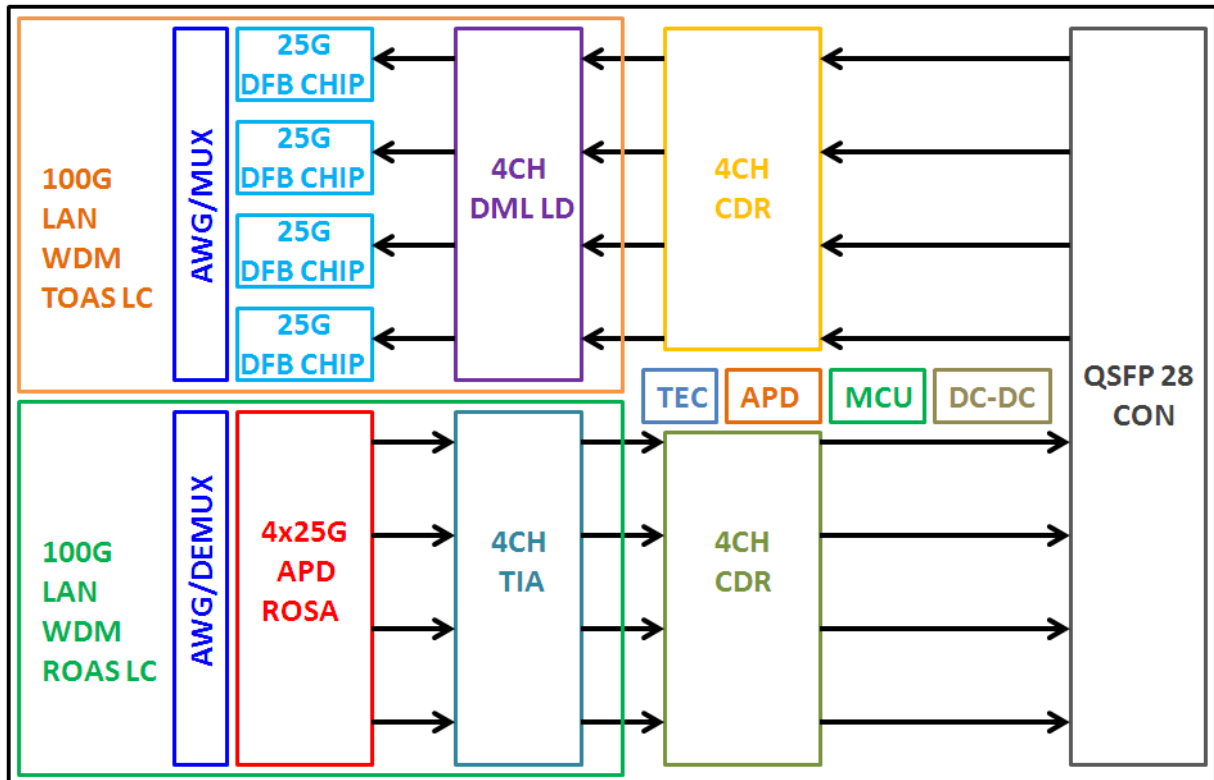 100G
LAN
WDM
TOAS LC
AWG/MUX
25G
DFB CHIP
25G
DFB CHIP
25G
DFB CHIP
25G
DFB CHIP
4CH
DML LD
4CH
CDR
QSFP 28
CON
TEC
APD
MCU
DC-DC
100G
LAN
WDM
ROAS LC
AWG/DEMUX
4x25G
APD
ROSA
4CH
TIA
4CH
CDR